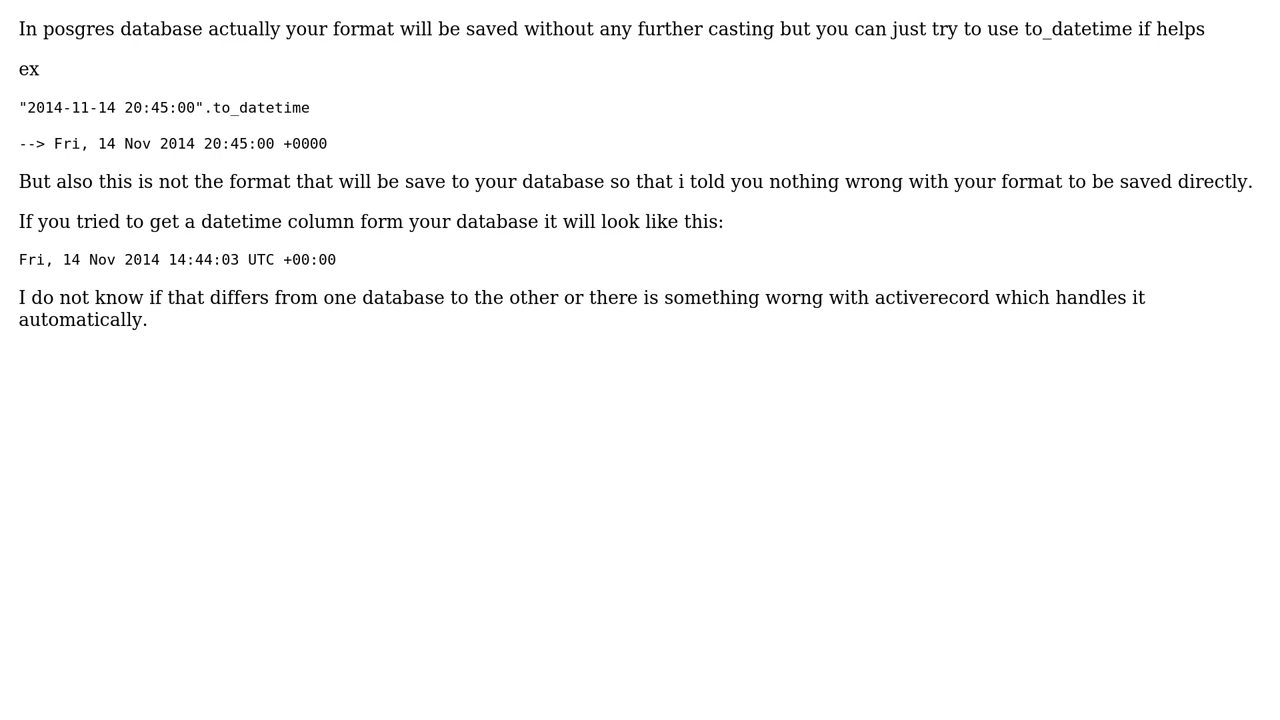 In posgres database actually your format will be saved without any further casting but you can just try to use to_datetime if helps
ex
"2014-11-14 20:45:00".to_datetime
--> Fri, 14 Nov 2014 20:45:00 +0000
But also this is not the format that will be save to your database so that i told you nothing wrong with your format to be saved directly.
If you tried to get a datetime column form your database it will look like this:
Fri, 14 Nov 2014 14:44:03 UTC +00:00
I do not know if that differs from one database to the other or there is something worng with activerecord which handles it
automatically.